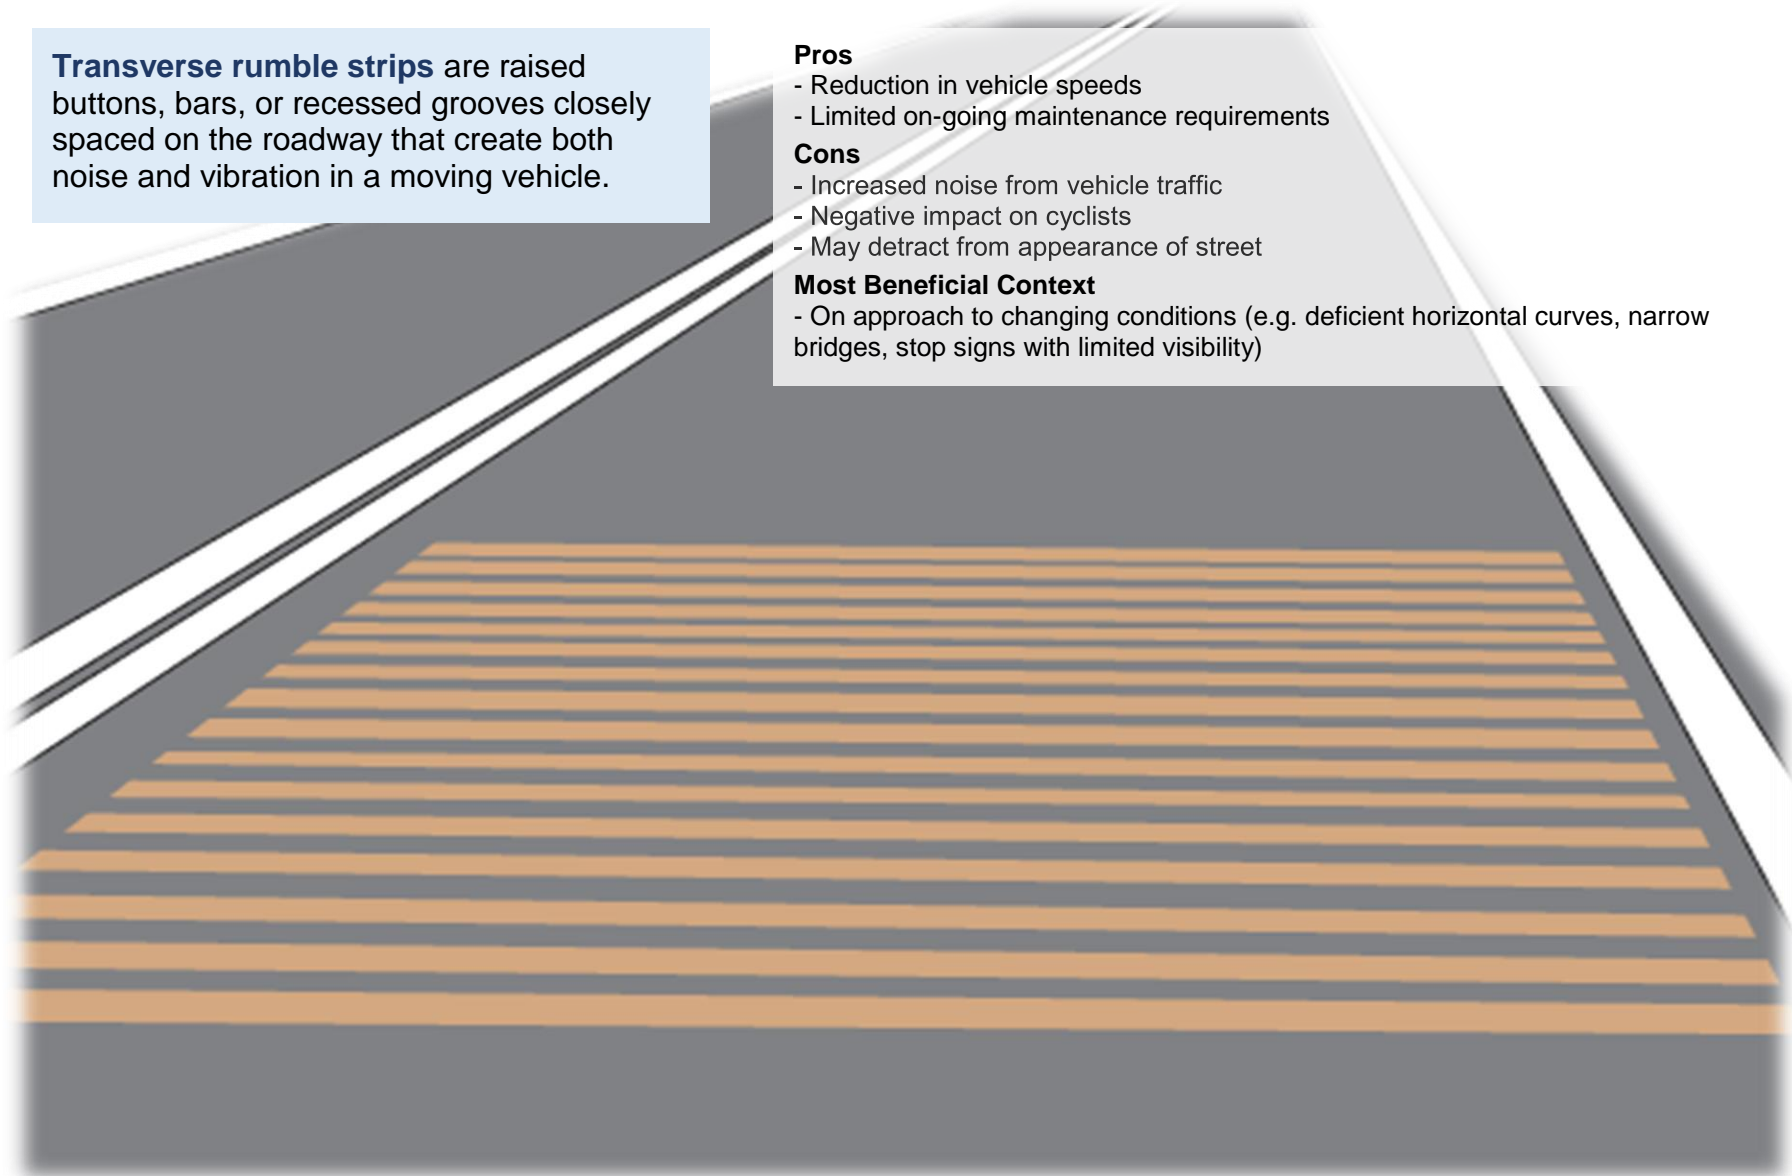 Transverse rumble strips are raised
buttons, bars, or recessed grooves closely
spaced on the roadway that create both
noise and vibration in a moving vehicle.
Pros
- Reduction in vehicle speeds
- Limited on-going maintenance requirements
Cons
- Increased noise from vehicle traffic
- Negative impact on cyclists
- May detract from appearance of street
Most Beneficial Context
- On approach to changing conditions (e.g. deficient horizontal curves, narrow
bridges, stop signs with limited visibility)